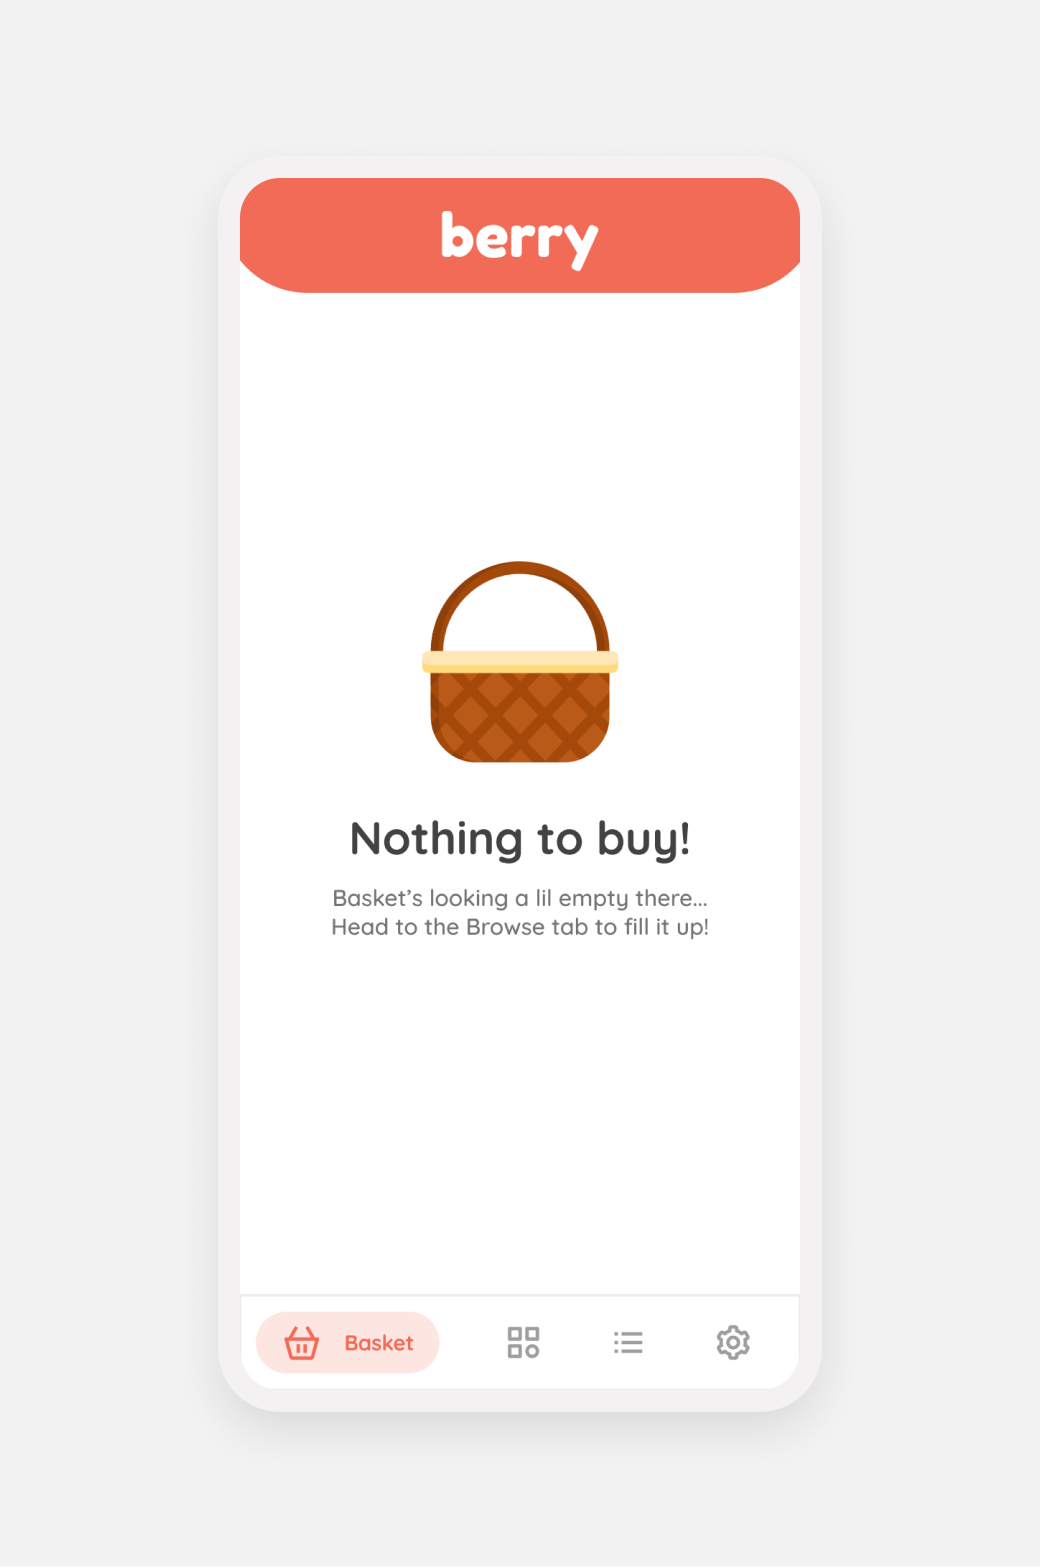 berry
Nothing to buy!
Basket’s looking a lil empty there...
Head to the Browse tab to fill it up!
Basket